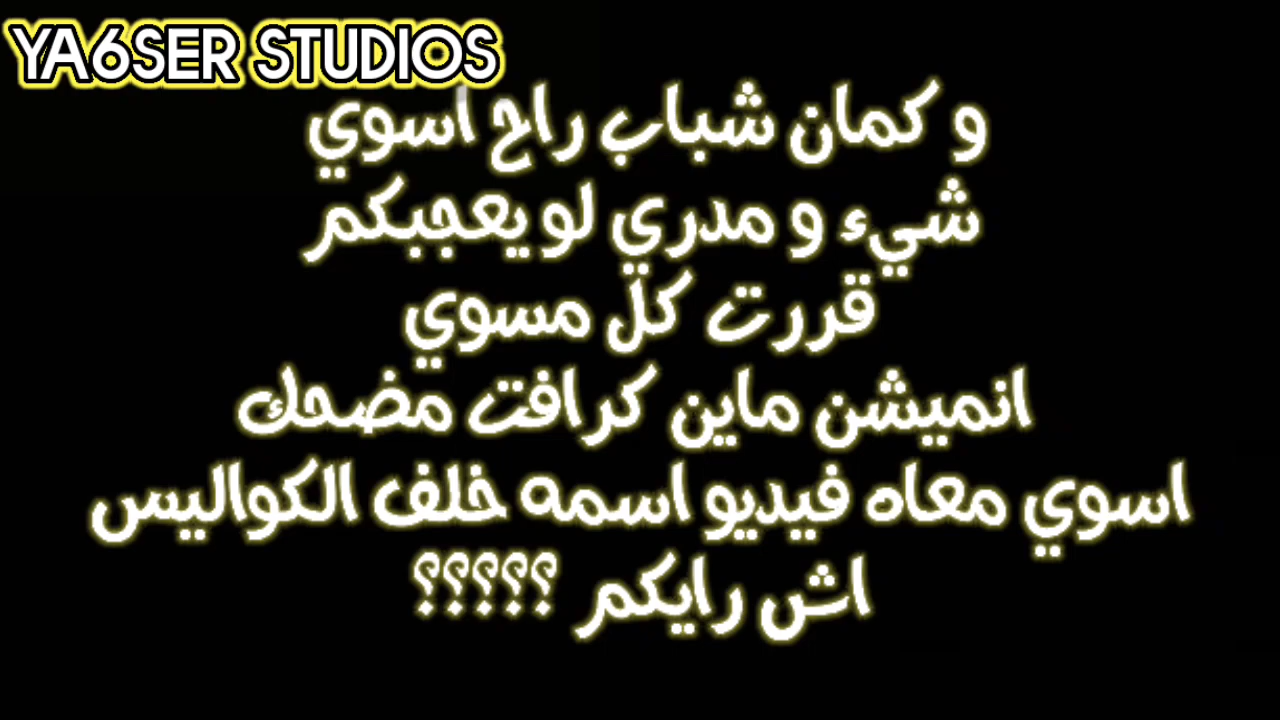 YA6SER STUDIOS
و كمان شباب راح اسوي
شيء و مدري لو يعجبكم
قررت كل مسوي
انميشن ماين كرافت مضحك
اسوي معاه فيديو اسمه خلف الكواليس
اش رايكم ؟؟؟؟؟